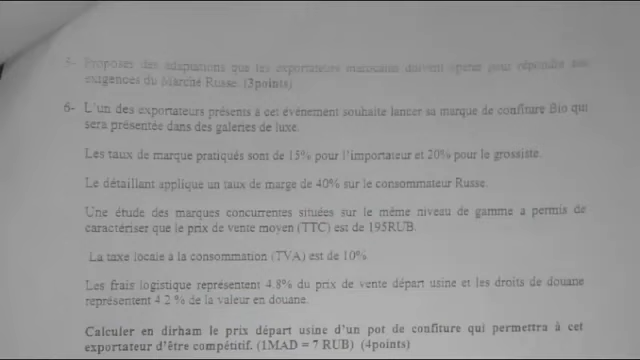 5- Proposes des adaptations que les exportateurs marocains doivent opérer pour répondre aux
exigences du Marché Russe. (3points)
6- L'un des exportateurs présents à cet événement souhaite lancer sa marque de confiture Bio qui
sera présentée dans des galeries de luxe.
Les taux de marque pratiqués sont de 15% pour l'importateur et 20% pour le grossiste.
Le détaillant applique un taux de marge de 40% sur le consommateur Russe.
Une étude des marques concurrentes situées sur le même niveau de gamme a permis de
caractériser que le prix de vente moyen (TTC) est de 195RUB.
La taxe locale à la consommation (TVA) est de 10%
Les frais logistique représentent 4.8% du prix de vente départ usine et les droits de douane
représentent 4.2 % de la valeur en douane.
Calculer en dirham le prix départ usine d'un pot de confiture qui permettra à cet
exportateur d'être compétitif. (1MAD = 7 RUB) (4points)